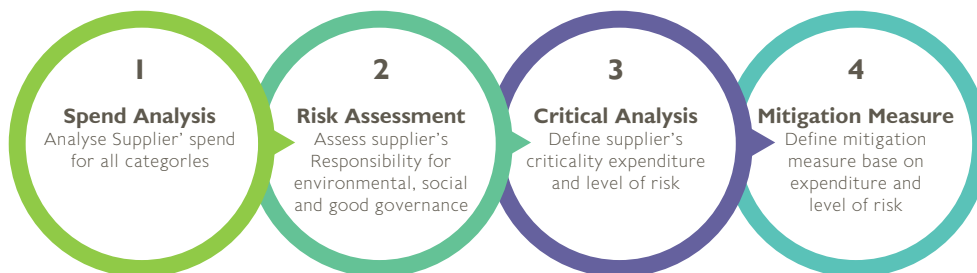 1
Spend Analysis
Analyse Supplier' spend
for all categories
2
Risk Assessment
Assess supplier's
Responsibility for
environmental, social
and good governance
3
Critical Analysis
Define supplier's
criticality expenditure
and level of risk
4
Mitigation Measure
Define mitigation
measure base on
expenditure and
level of risk